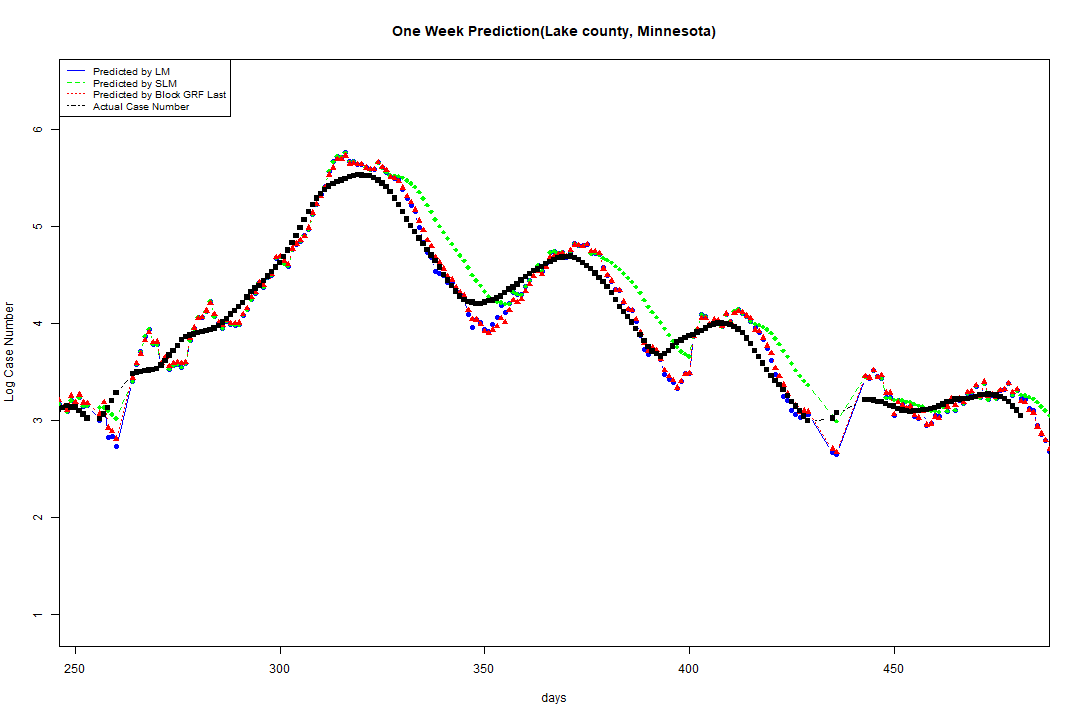 One Week Prediction(Lake county, Minnesota)
Predicted by LM
Predicted by SLM
Predicted by Block GRF Last
Actual Case Number
6
5
4
3
2
1
Log Case Number
250 300 350 400 450
days